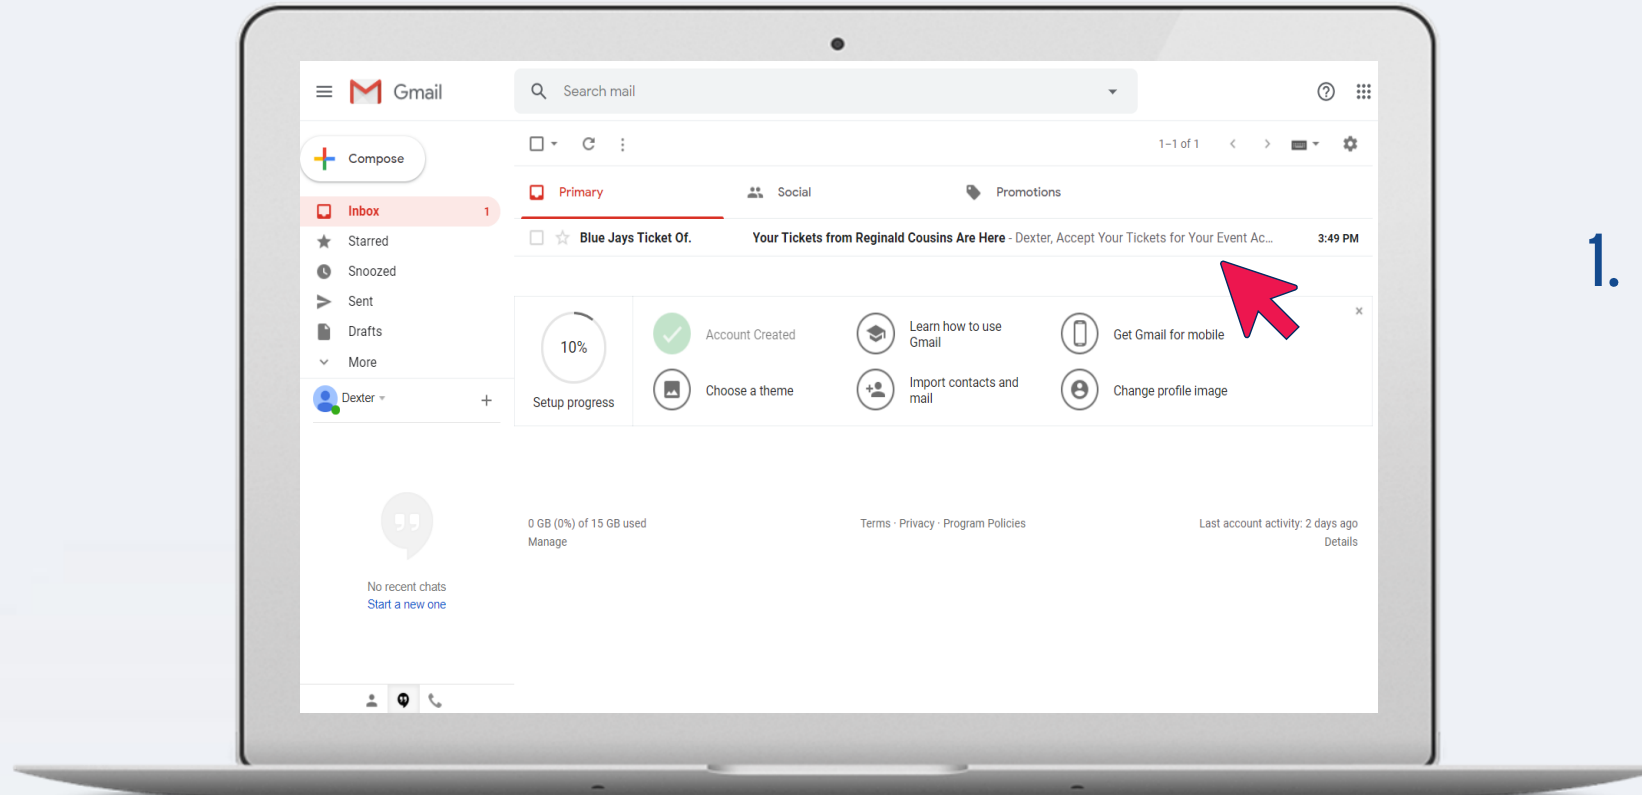 Gmail
Search mail
Compose
1–1 of 1
Primary
Social
Promotions
Inbox 1
Blue Jays Ticket Of. Your Tickets from Reginald Cousins Are Here - Dexter, Accept Your Tickets for Your Event Ac... 3:49 PM
1.
Starred
Snoozed
Sent
Drafts
More
Dexter
10%
Setup progress
Account Created
Learn how to use
Gmail
Get Gmail for mobile
Choose a theme
Import contacts and
mail
Change profile image
0 GB (0%) of 15 GB used
Manage
Terms · Privacy · Program Policies
Last account activity: 2 days ago
Details
No recent chats
Start a new one